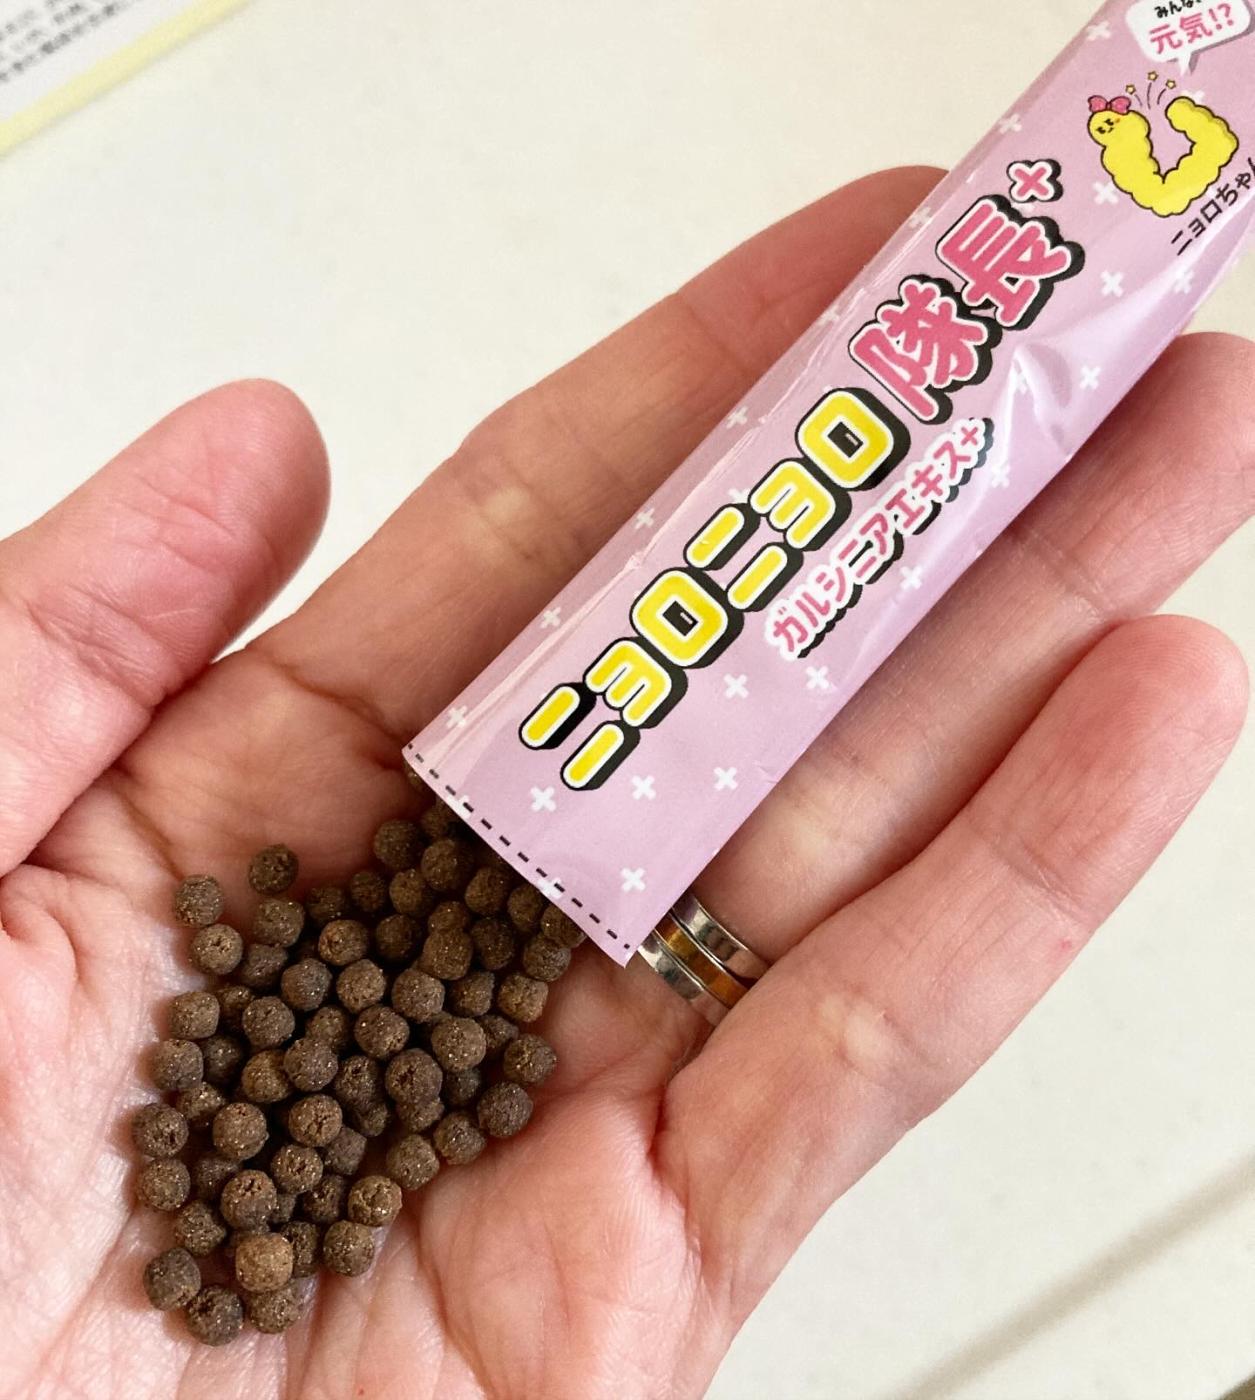 みんな
元気!?
ニョロちゃん
ニョロニョロ隊長+
ガルシニアエキス+